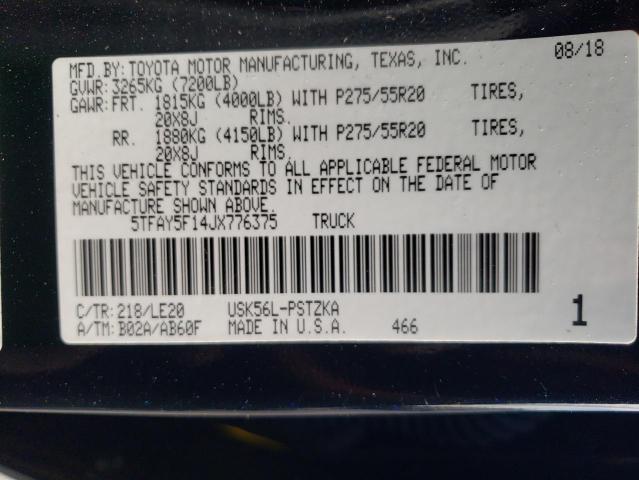 MFD.BY:TOYOTA MOTOR MANUFACTURING, TEXAS, INC. 08/18
GVWR:3265KG (7200LB)
GAWR:FRT. 1815KG (4000LB) WITH P275/55R20 TIRES,
20X8J RIMS.
RR. 1880KG (4150LB) WITH P275/55R20 TIRES,
20X8J RIMS.
THIS VEHICLE CONFORMS TO ALL APPLICABLE FEDERAL MOTOR
VEHICLE SAFETY STANDARDS IN EFFECT ON THE DATE OF
MANUFACTURE SHOWN ABOVE.
5TFAY5F14JX776375 TRUCK
C/TR:218/LE20 USK56L-PSTZKA
A/TM:B02A/AB60F MADE IN U.S.A. 466 1